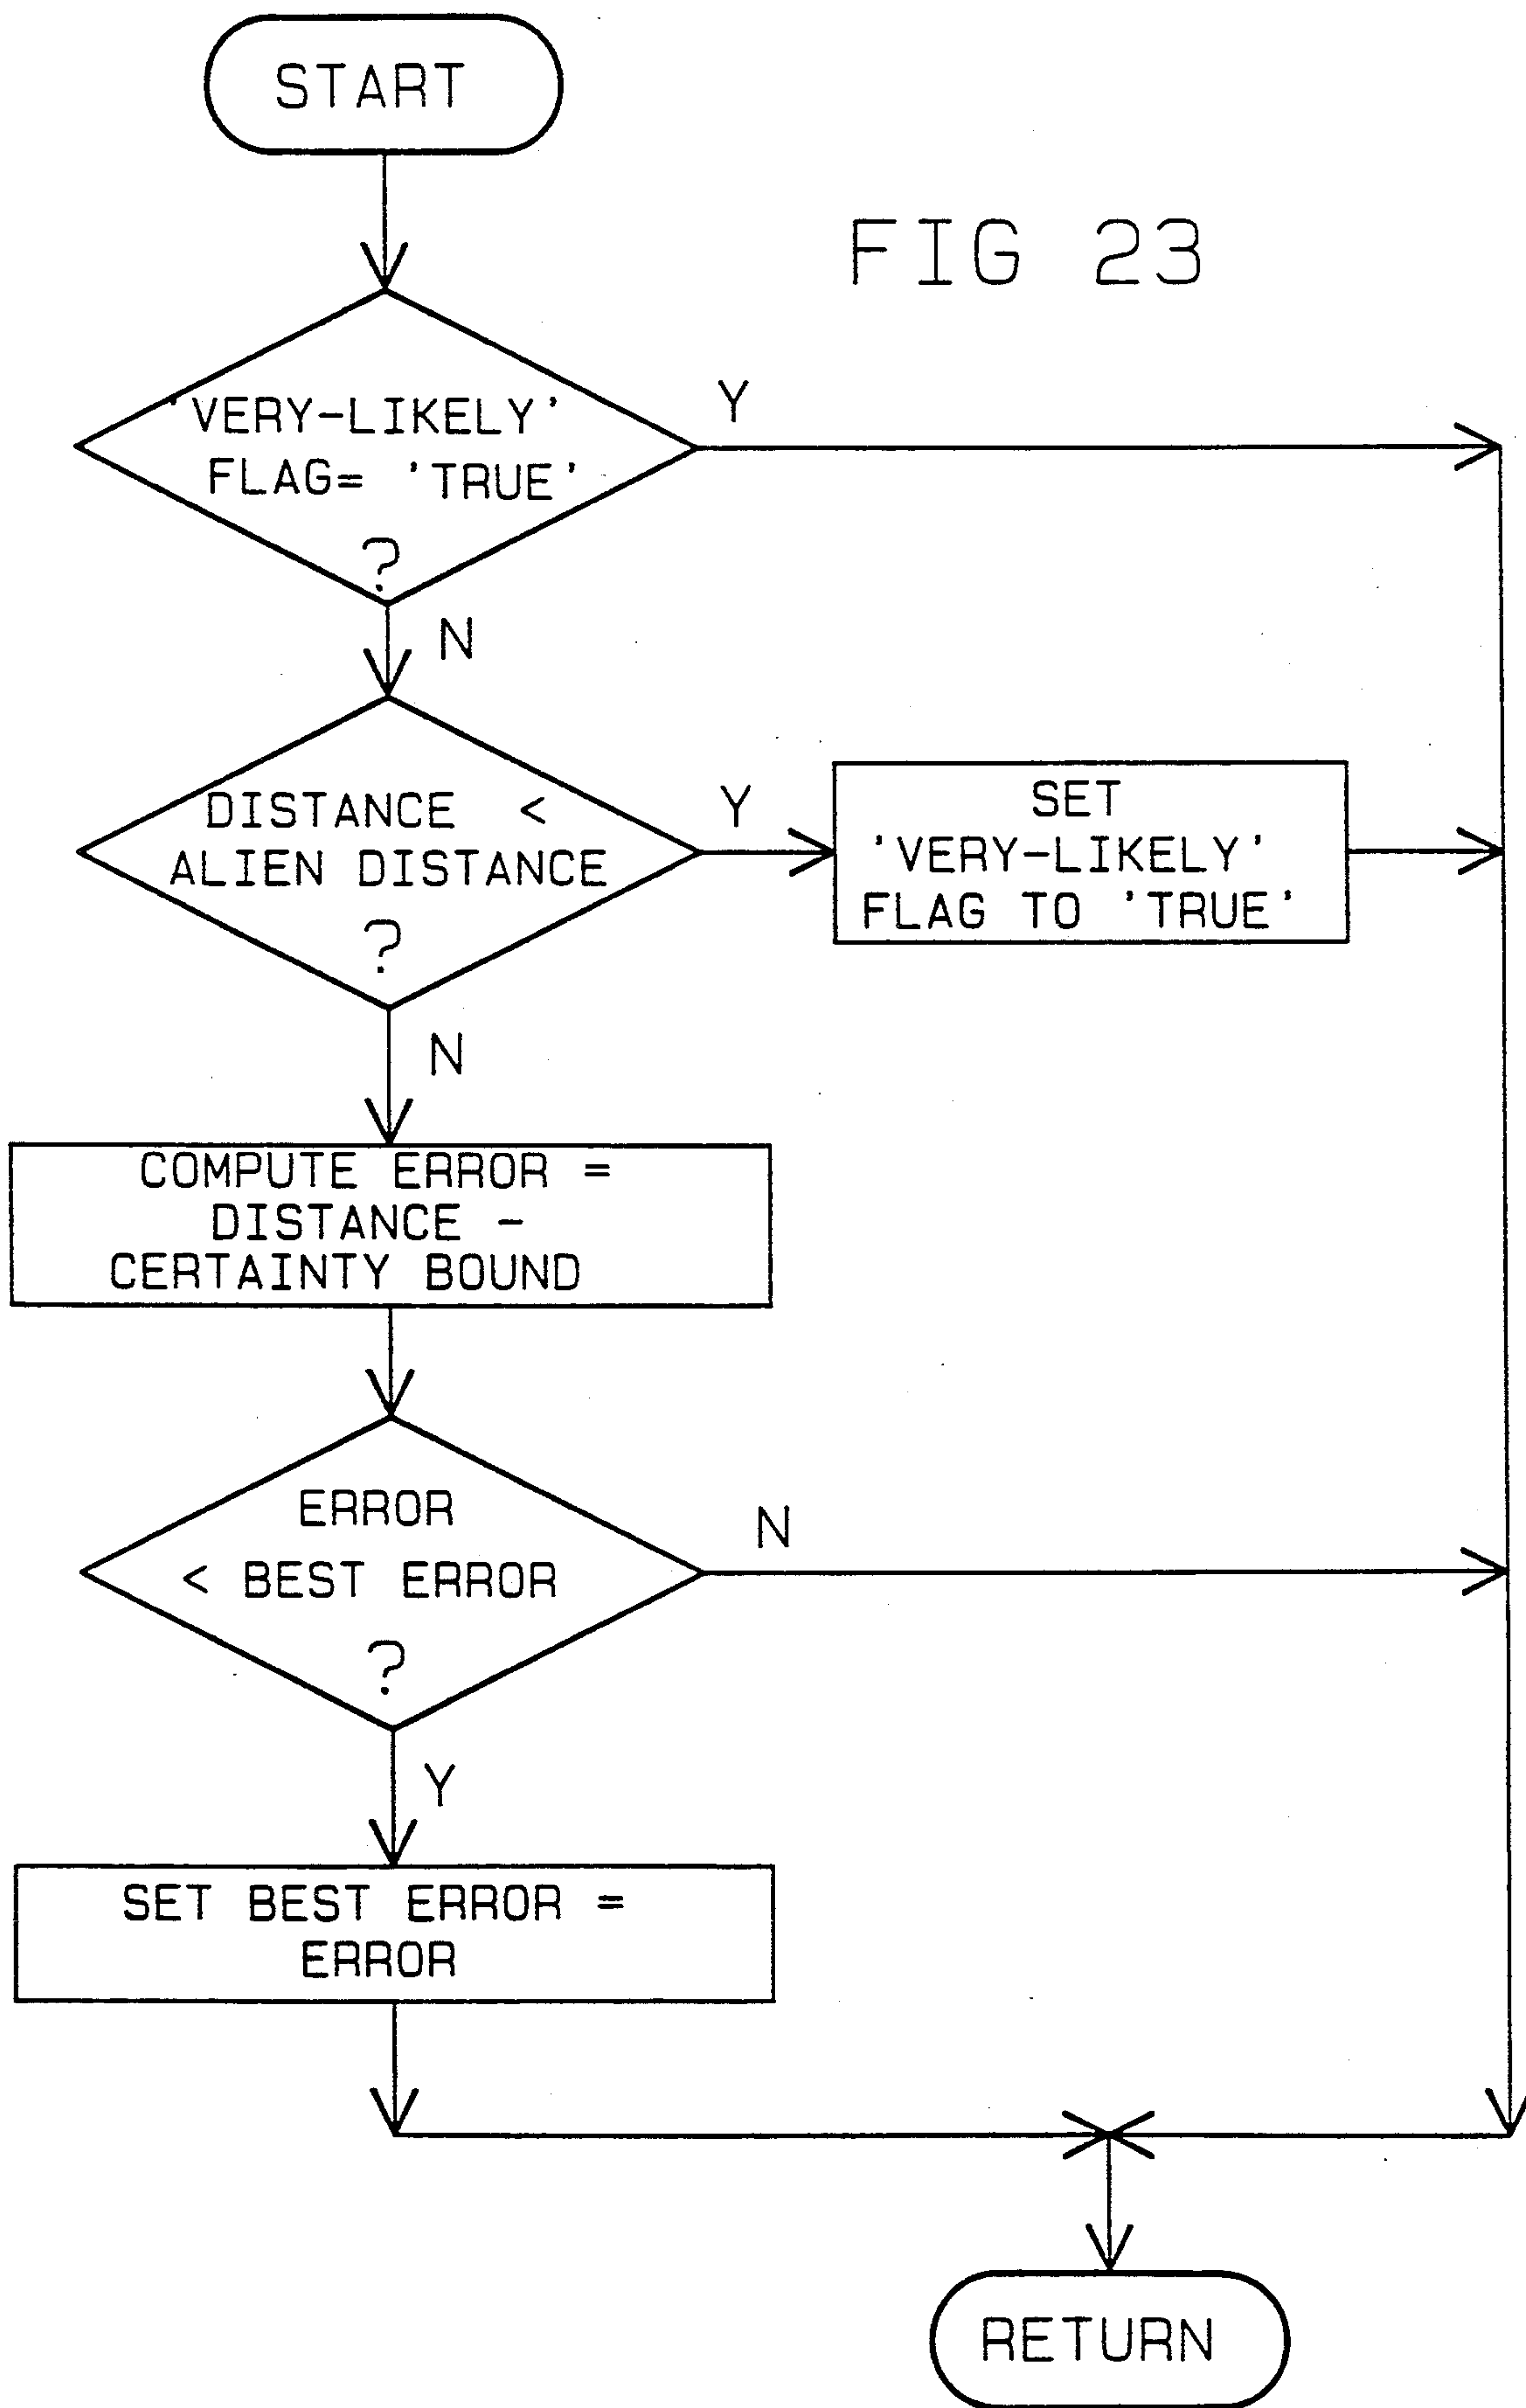 START
FIG 23
'VERY-LIKELY'
FLAG= 'TRUE'
?
Y
N
DISTANCE <
ALIEN DISTANCE
?
Y
SET
'VERY-LIKELY'
FLAG TO 'TRUE'
N
COMPUTE ERROR =
DISTANCE -
CERTAINTY BOUND
ERROR
< BEST ERROR
?
N
Y
SET BEST ERROR =
ERROR
RETURN